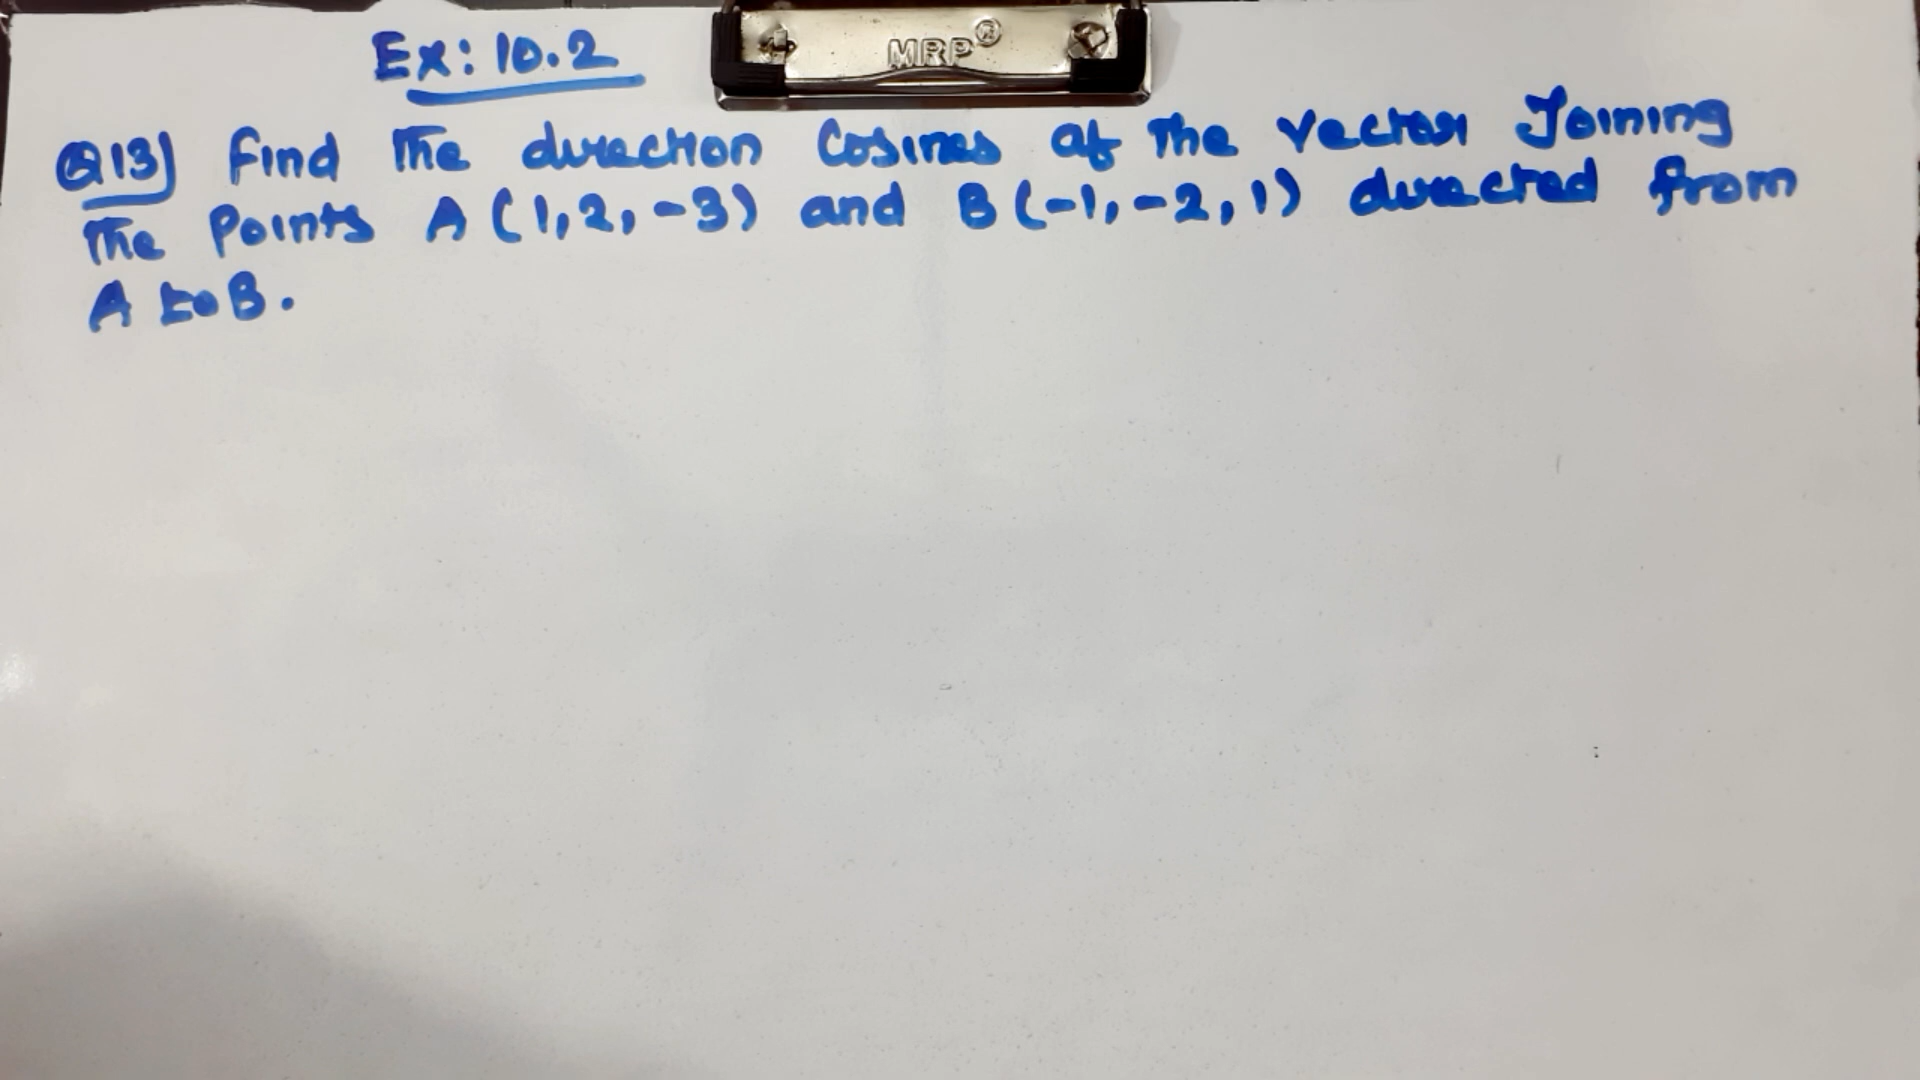 MRP®
Ex: 10.2
Q13) Find The direction Cosines of The vector Joining
The Points A (1,2,-3) and B (-1,-2,1) directed from
A to B.